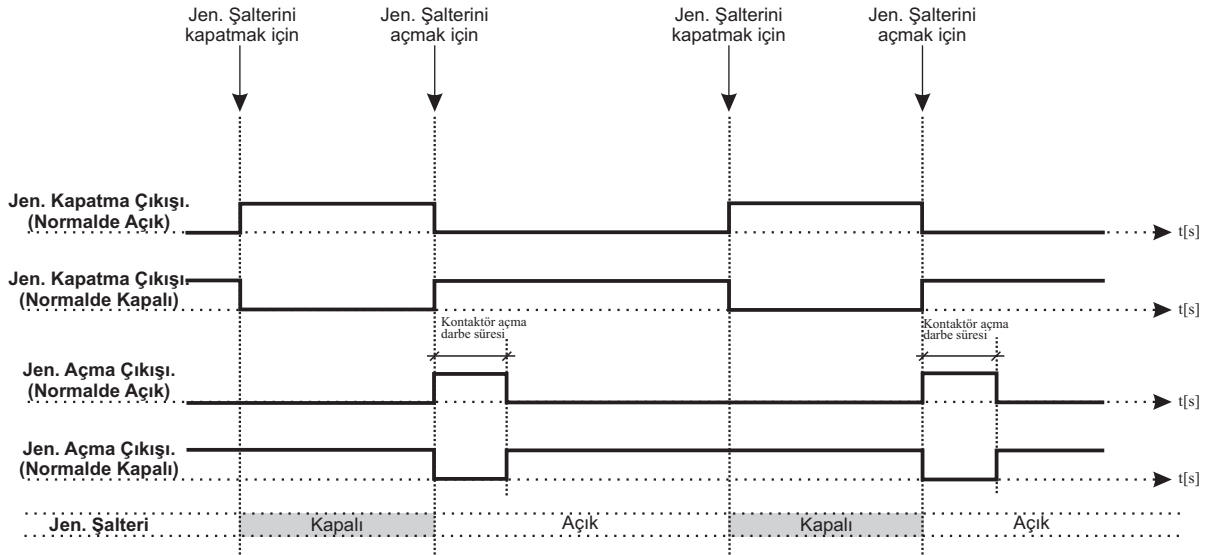 Jen. Şalterini
kapatmak için
Jen. Şalterini
açmak için
Jen. Şalterini
kapatmak için
Jen. Şalterini
açmak için
Jen. Kapatma Çıkışı.
(Normalde Açık)
t[s]
Jen. Kapatma Çıkışı.
(Normalde Kapalı)
t[s]
Kontaktör açma
darbe süresi
Kontaktör açma
darbe süresi
Jen. Açma Çıkışı.
(Normalde Açık)
t[s]
Jen. Açma Çıkışı.
(Normalde Kapalı)
t[s]
Jen. Şalteri
Kapalı
Açık
Kapalı
Açık